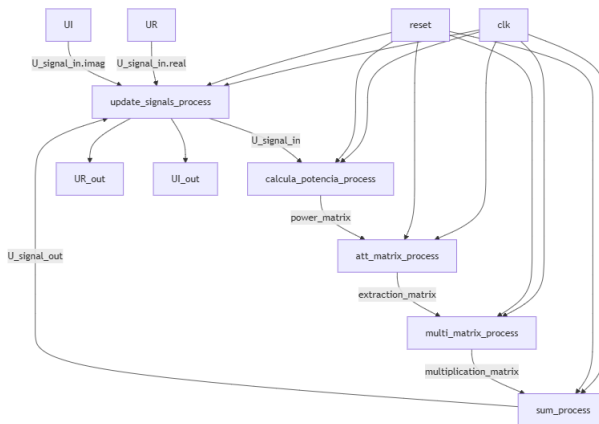 UI
UR
reset
clk
U_signal_in.imag
U_signal_in.real
update_signals_process
U_signal_in
UR_out
UI_out
calcula_potencia_process
power_matrix
U_signal_out
att_matrix_process
extraction_matrix
multi_matrix_process
multiplication_matrix
sum_process